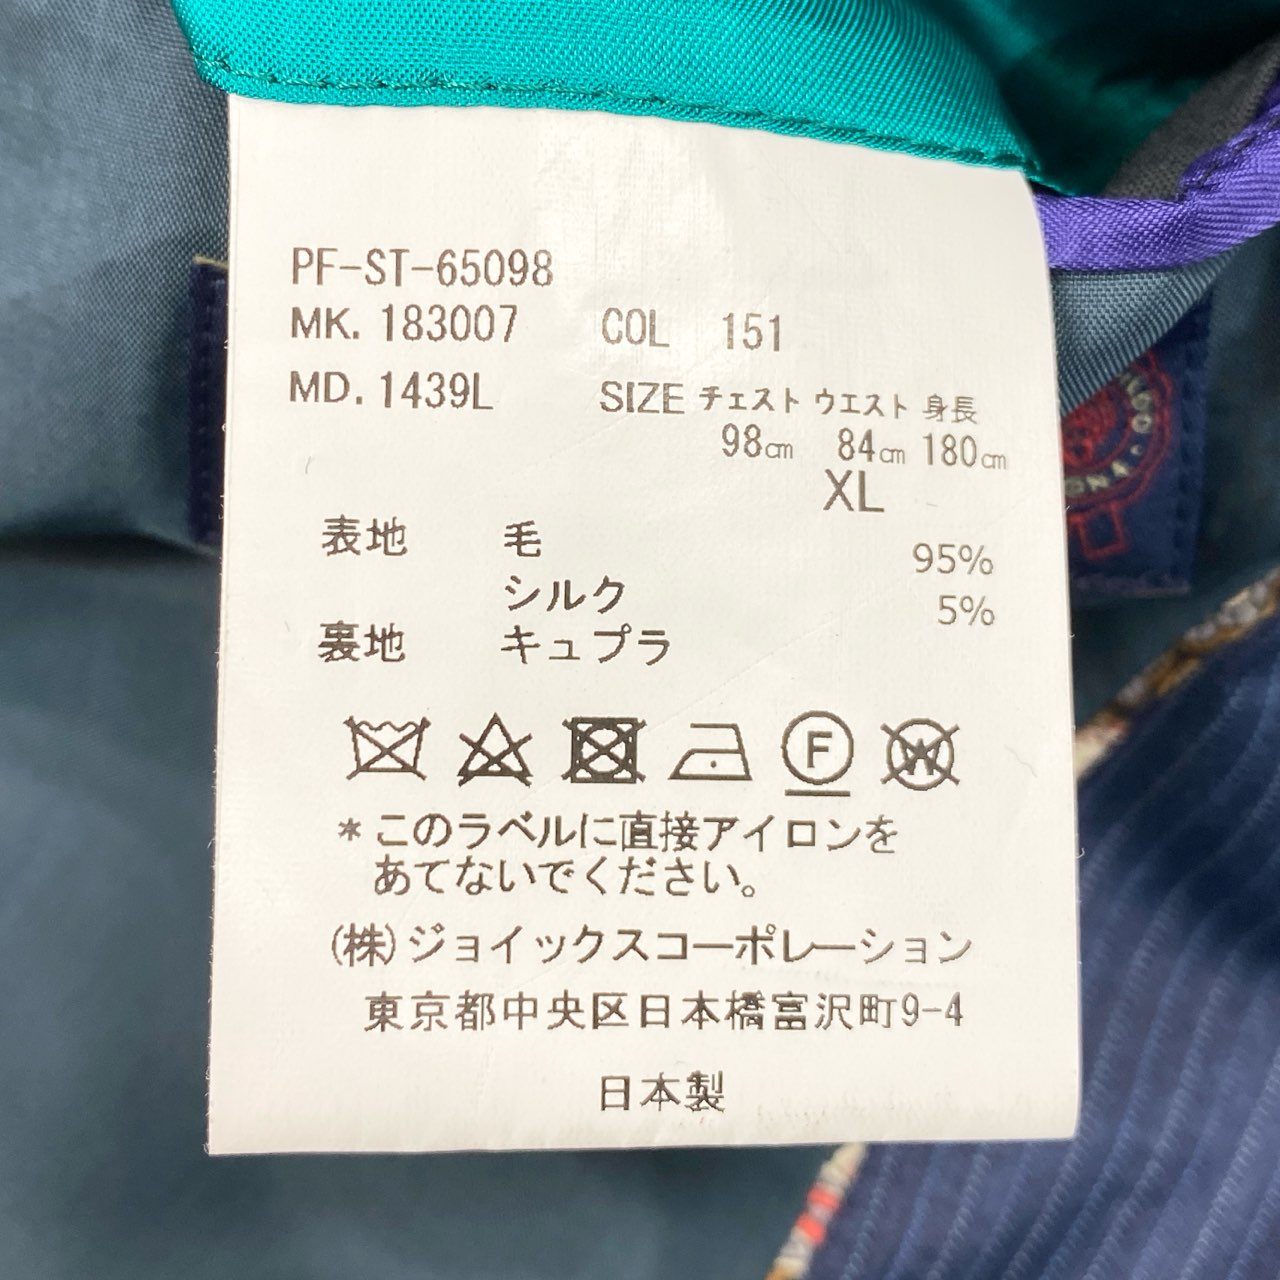 PF-ST-65098
MK. 183007 COL 151
MD. 1439L SIZE チェスト ウエスト 身長
98㎝ 84㎝ 180㎝
XL
表地 毛 95%
シルク 5%
裏地 キュプラ
F
W
*このラベルに直接アイロンを
あてないでください。
(株)ジョイックスコーポレーション
東京都中央区日本橋富沢町9-4
日本製